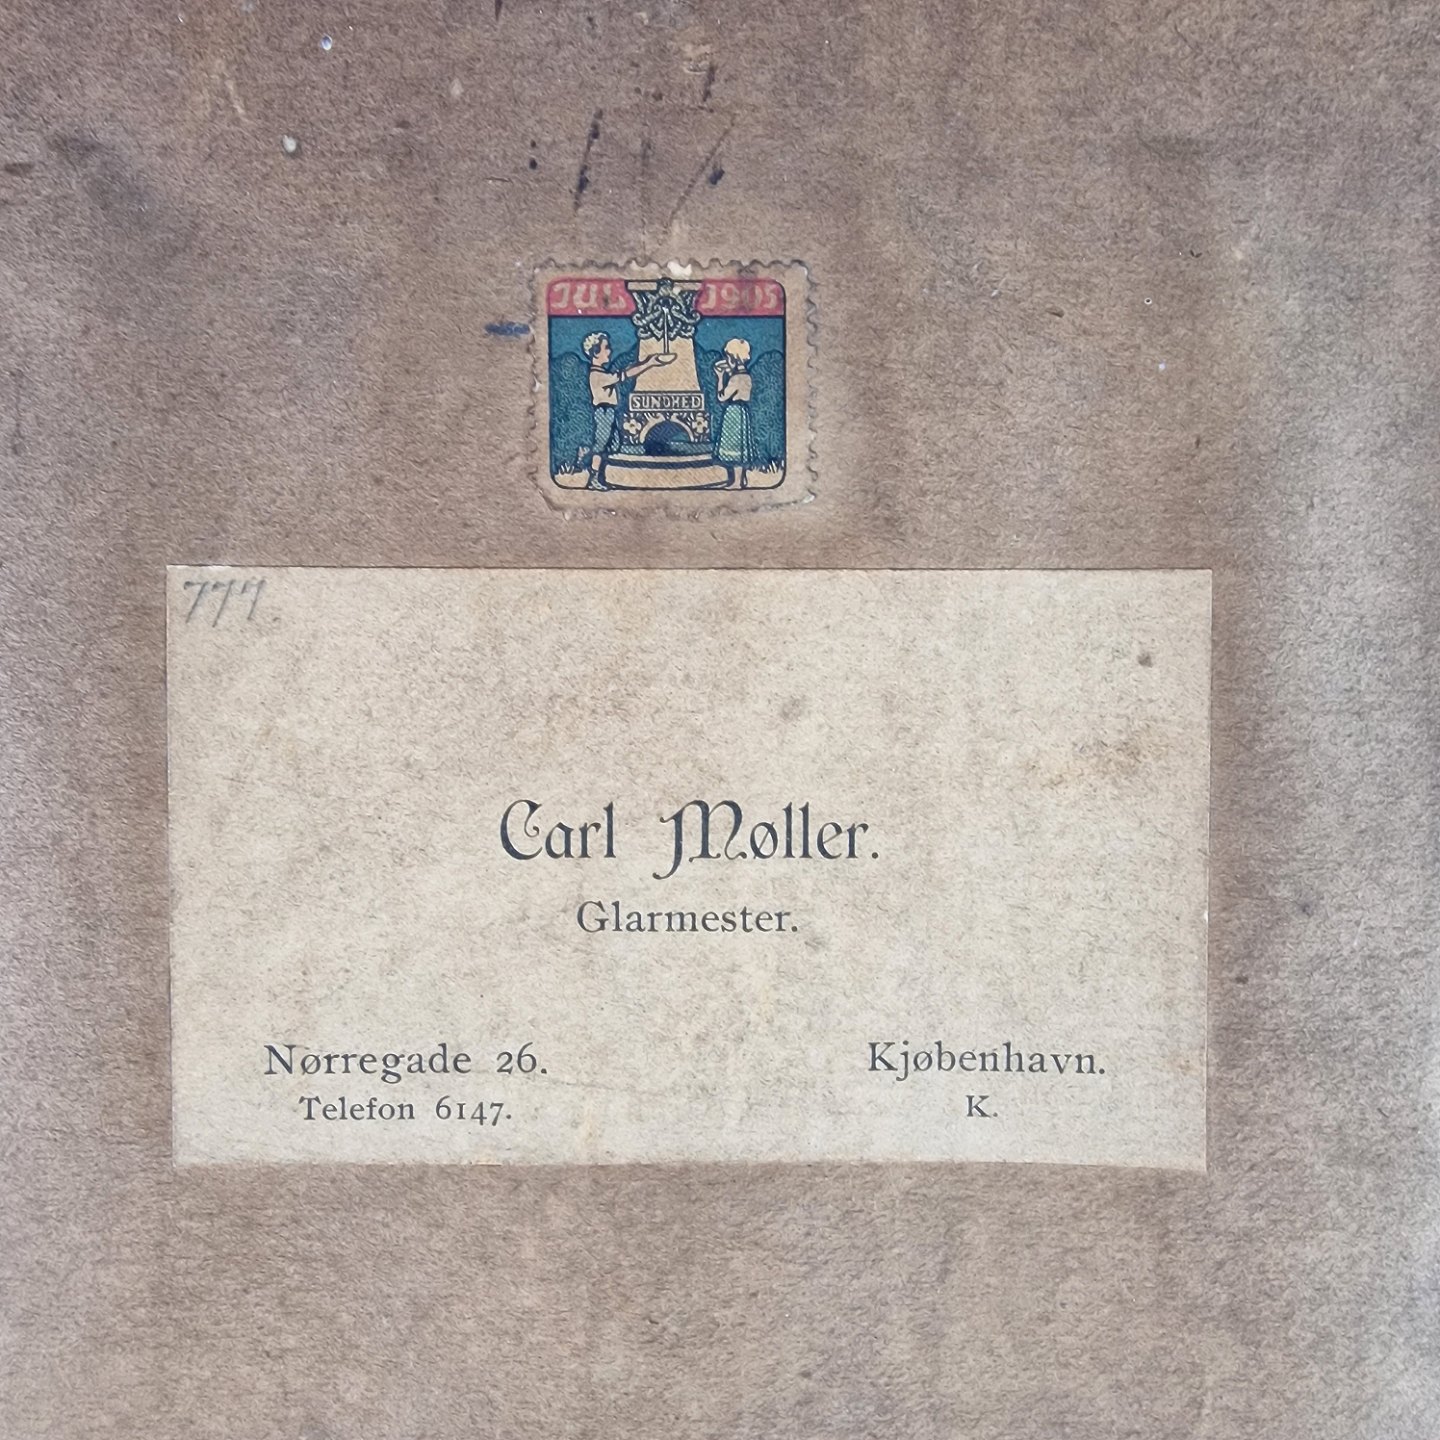 JUL 1905
SUNDHED
777
Carl Møller.
Glarmester.
Nørregade 26.
Kjøbenhavn.
Telefon 6147.
K.